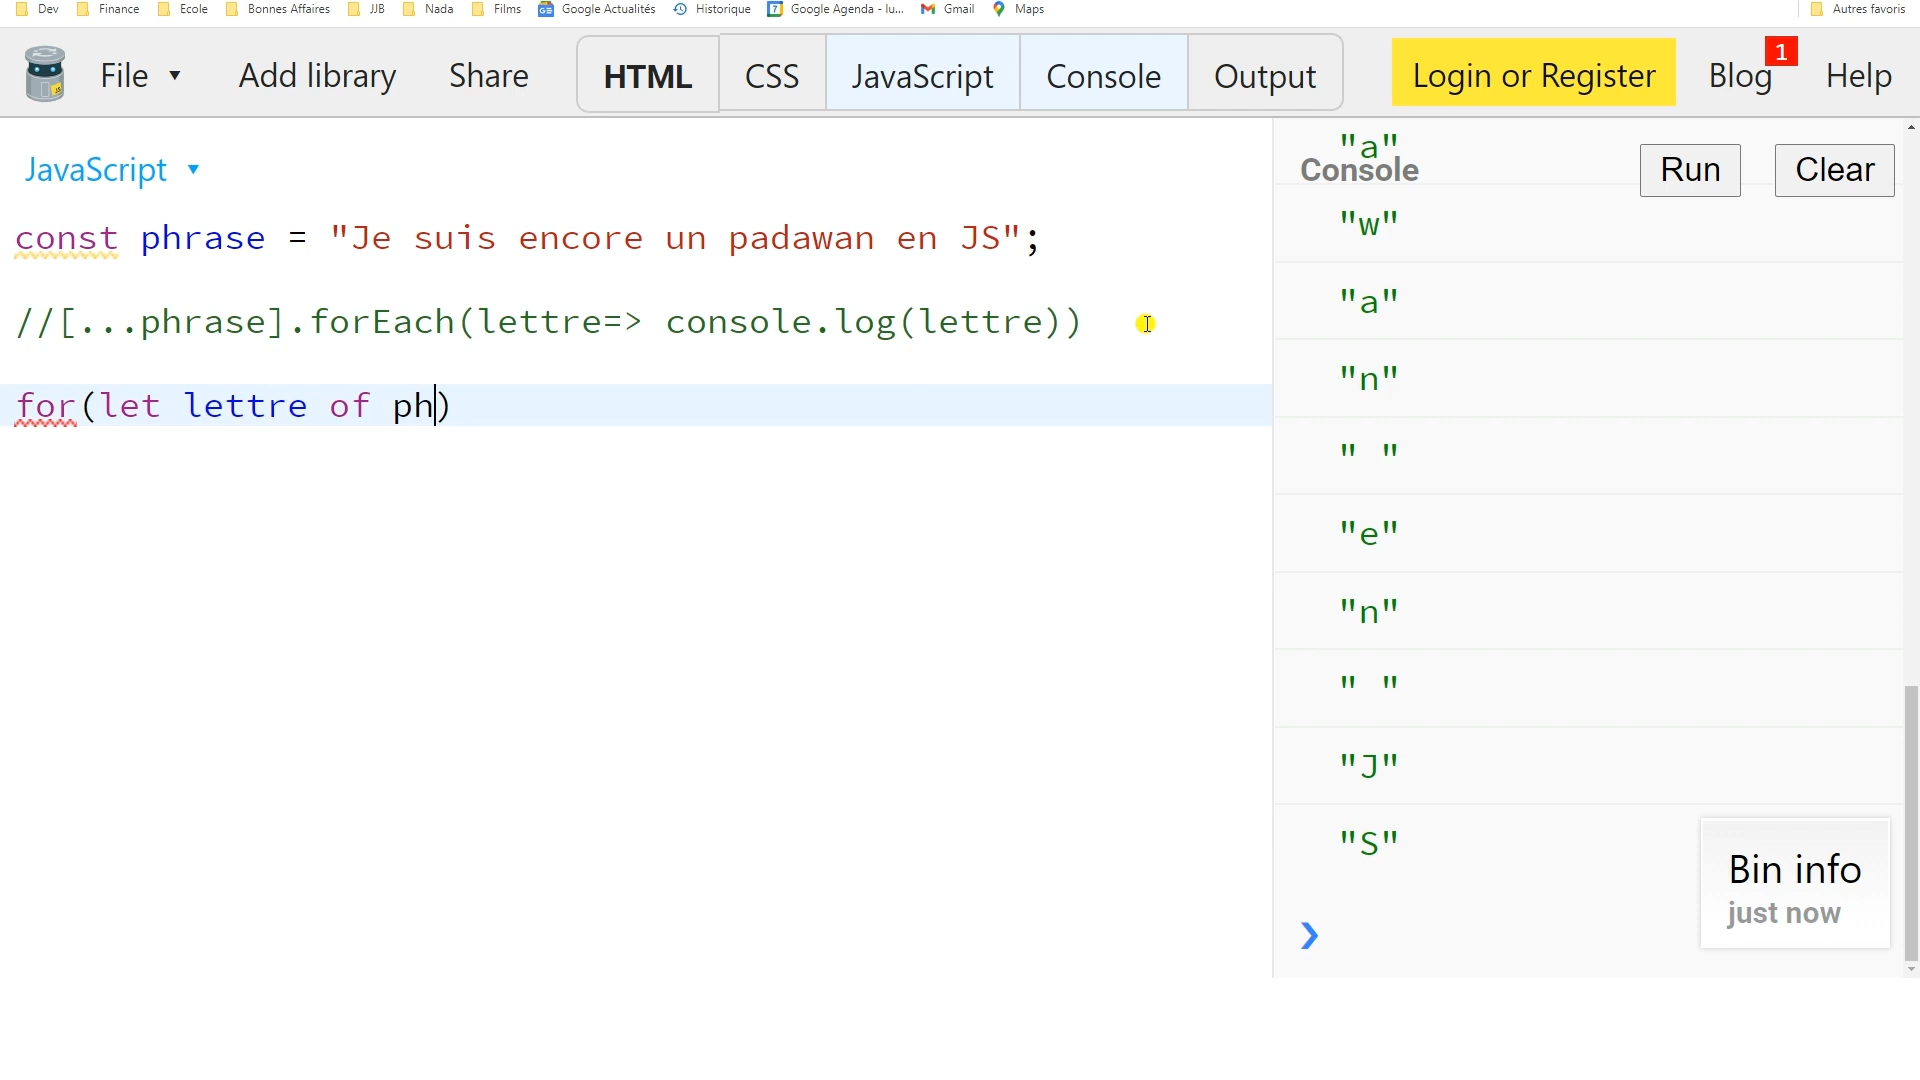 Dev Finance Ecole Bonnes Affaires JJB Nada Films Google Actualités Historique Google Agenda - lu... Gmail Maps Autres favoris
File ▼ Add library Share HTML CSS JavaScript Console Output Login or Register Blog 1 Help
JavaScript ▼
const phrase = "Je suis encore un padawan en JS";
//[...phrase].forEach(lettre=> console.log(lettre))
for(let lettre of ph)
"a"
Console Run Clear
"w"
"a"
"n"
" "
"e"
"n"
" "
"J"
"S"
Bin info
just now
❯